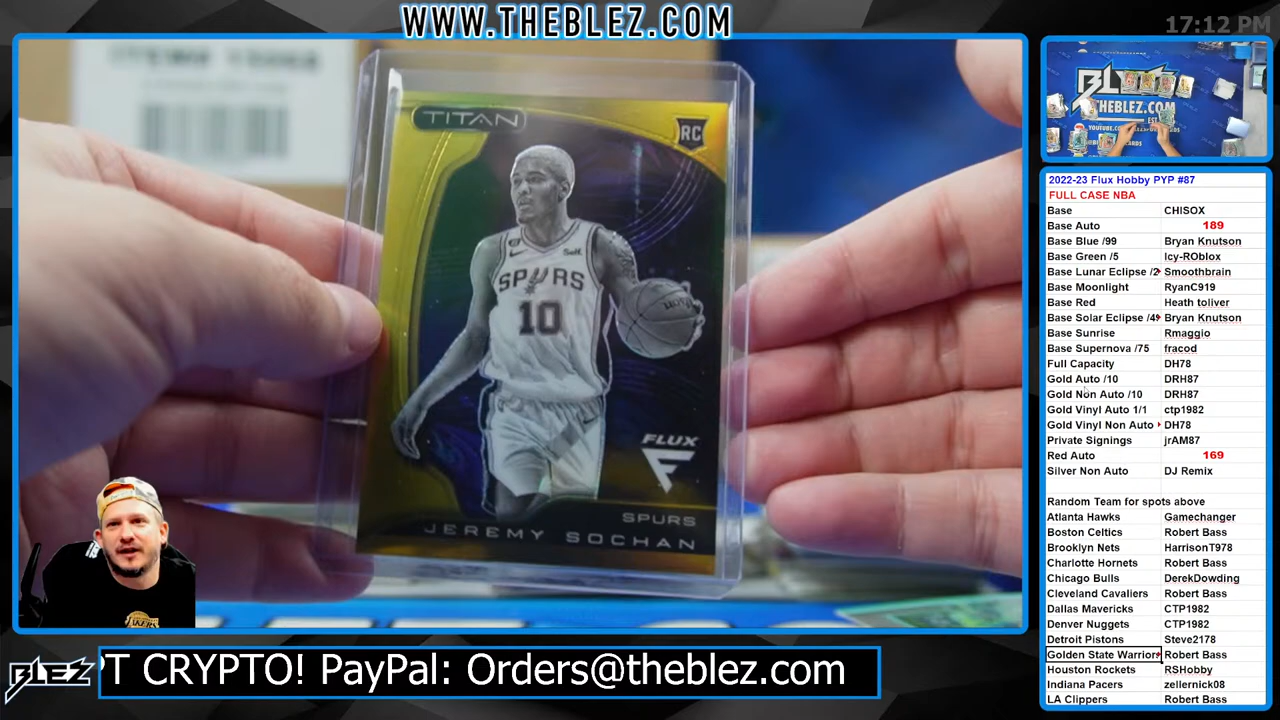 WWW.THEBLEZ.COM
17:12 PM
TITAN
RC
SPURS
10
FLUX
SPURS
JEREMY SOCHAN
BLEZ
THEBLEZ.COM
2022-23 Flux Hobby PYP #87
FULL CASE NBA
Base CHISOX
Base Auto 189
Base Blue /99 Bryan Knutson
Base Green /5 Icy-ROblox
Base Lunar Eclipse /2 Smoothbrain
Base Moonlight RyanC919
Base Red Heath toliver
Base Solar Eclipse /49 Bryan Knutson
Base Sunrise Rmaggio
Base Supernova /75 fracod
Full Capacity DH78
Gold Auto /10 DRH87
Gold Non Auto /10 DRH87
Gold Vinyl Auto 1/1 ctp1982
Gold Vinyl Non Auto DH78
Private Signings jrAM87
Red Auto 169
Silver Non Auto DJ Remix
Random Team for spots above
Atlanta Hawks Gamechanger
Boston Celtics Robert Bass
Brooklyn Nets HarrisonT978
Charlotte Hornets Robert Bass
Chicago Bulls DerekDowding
Cleveland Cavaliers Robert Bass
Dallas Mavericks CTP1982
Denver Nuggets CTP1982
Detroit Pistons Steve2178
Golden State Warriors Robert Bass
Houston Rockets RSHobby
Indiana Pacers zellernick08
LA Clippers Robert Bass
BLEZ
PT CRYPTO! PayPal: Orders@theblez.com